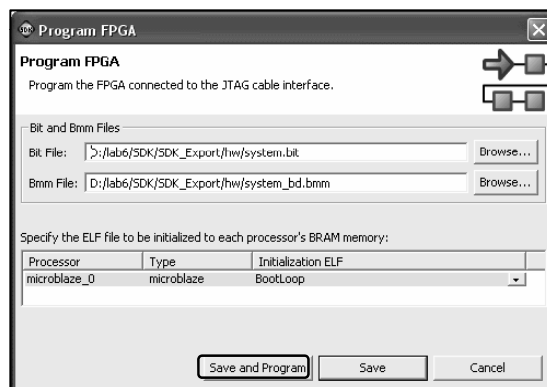 SDK Program FPGA
Program FPGA
Program the FPGA connected to the JTAG cable interface.
Bit and Bmm Files
Bit File: D:/lab6/SDK/SDK_Export/hw/system.bit Browse...
Bmm File: D:/lab6/SDK/SDK_Export/hw/system_bd.bmm Browse...
Specify the ELF file to be initialized to each processor's BRAM memory:
Processor Type Initialization ELF
microblaze_0 microblaze BootLoop
Save and Program Save Cancel